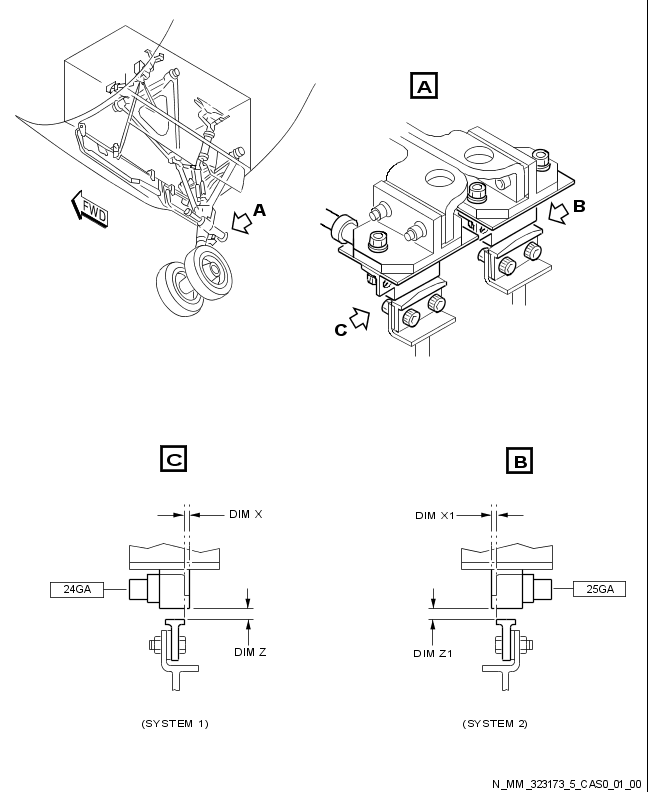 A
FWD
A
B
C
C
B
DIM X
DIM X1
24GA
25GA
DIM Z
DIM Z1
(SYSTEM 1)
(SYSTEM 2)
N_MM_323173_5_CAS0_01_00